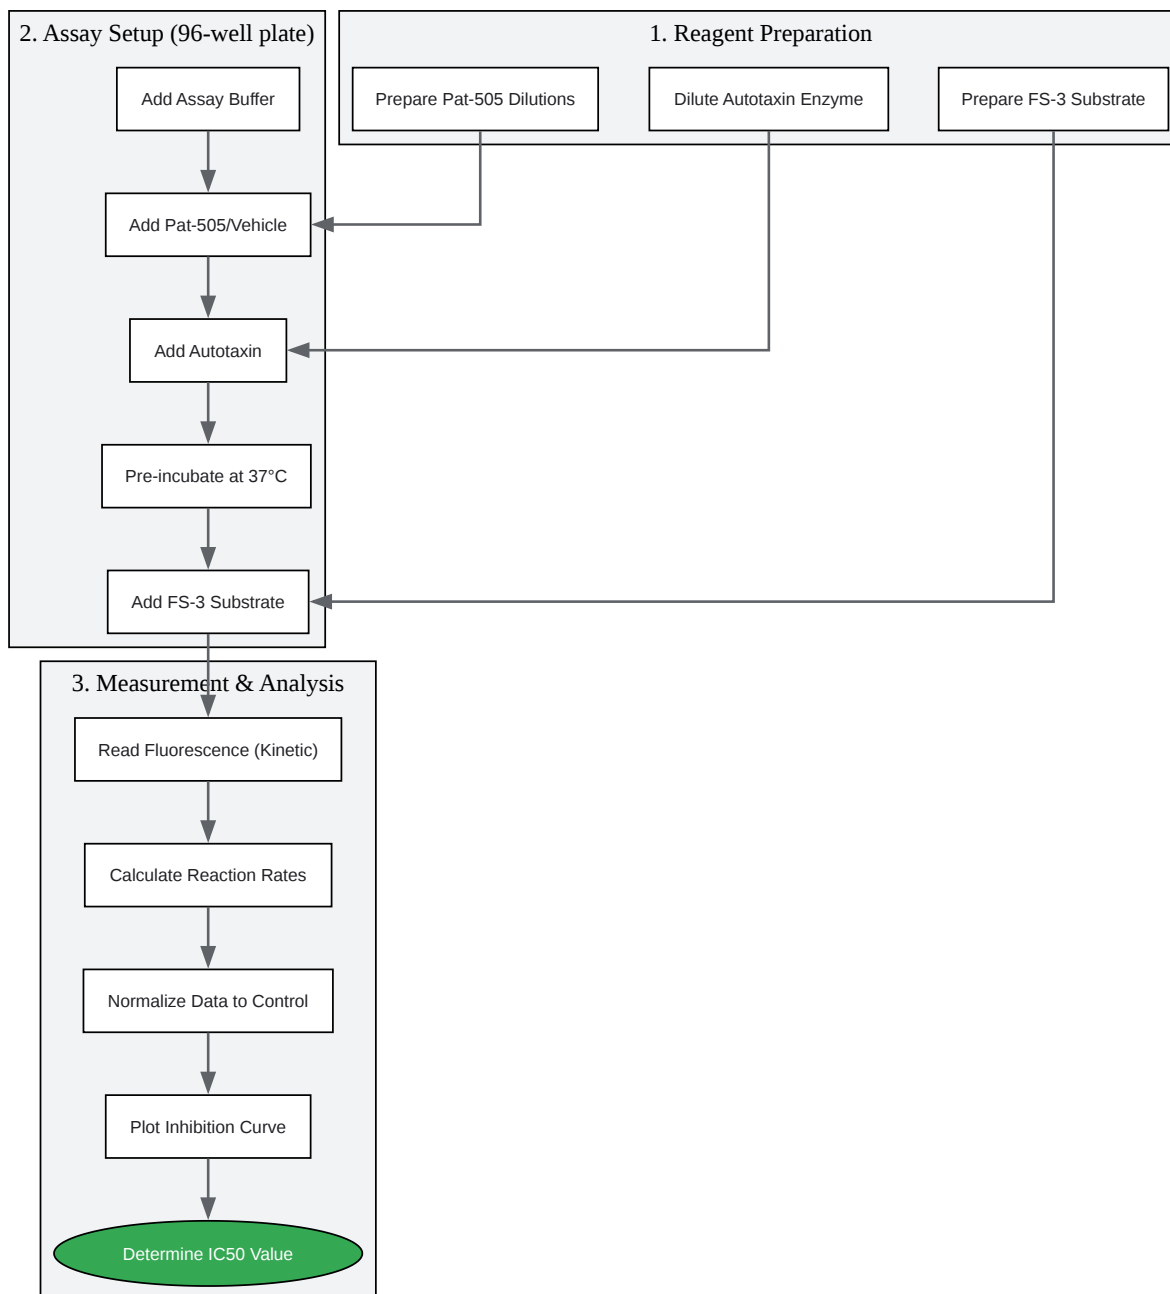 2. Assay Setup (96-well plate)
1. Reagent Preparation
Add Assay Buffer
Prepare Pat-505 Dilutions
Dilute Autotaxin Enzyme
Prepare FS-3 Substrate
Add Pat-505/Vehicle
Add Autotaxin
Pre-incubate at 37°C
Add FS-3 Substrate
3. Measurement & Analysis
Read Fluorescence (Kinetic)
Calculate Reaction Rates
Normalize Data to Control
Plot Inhibition Curve
Determine IC50 Value